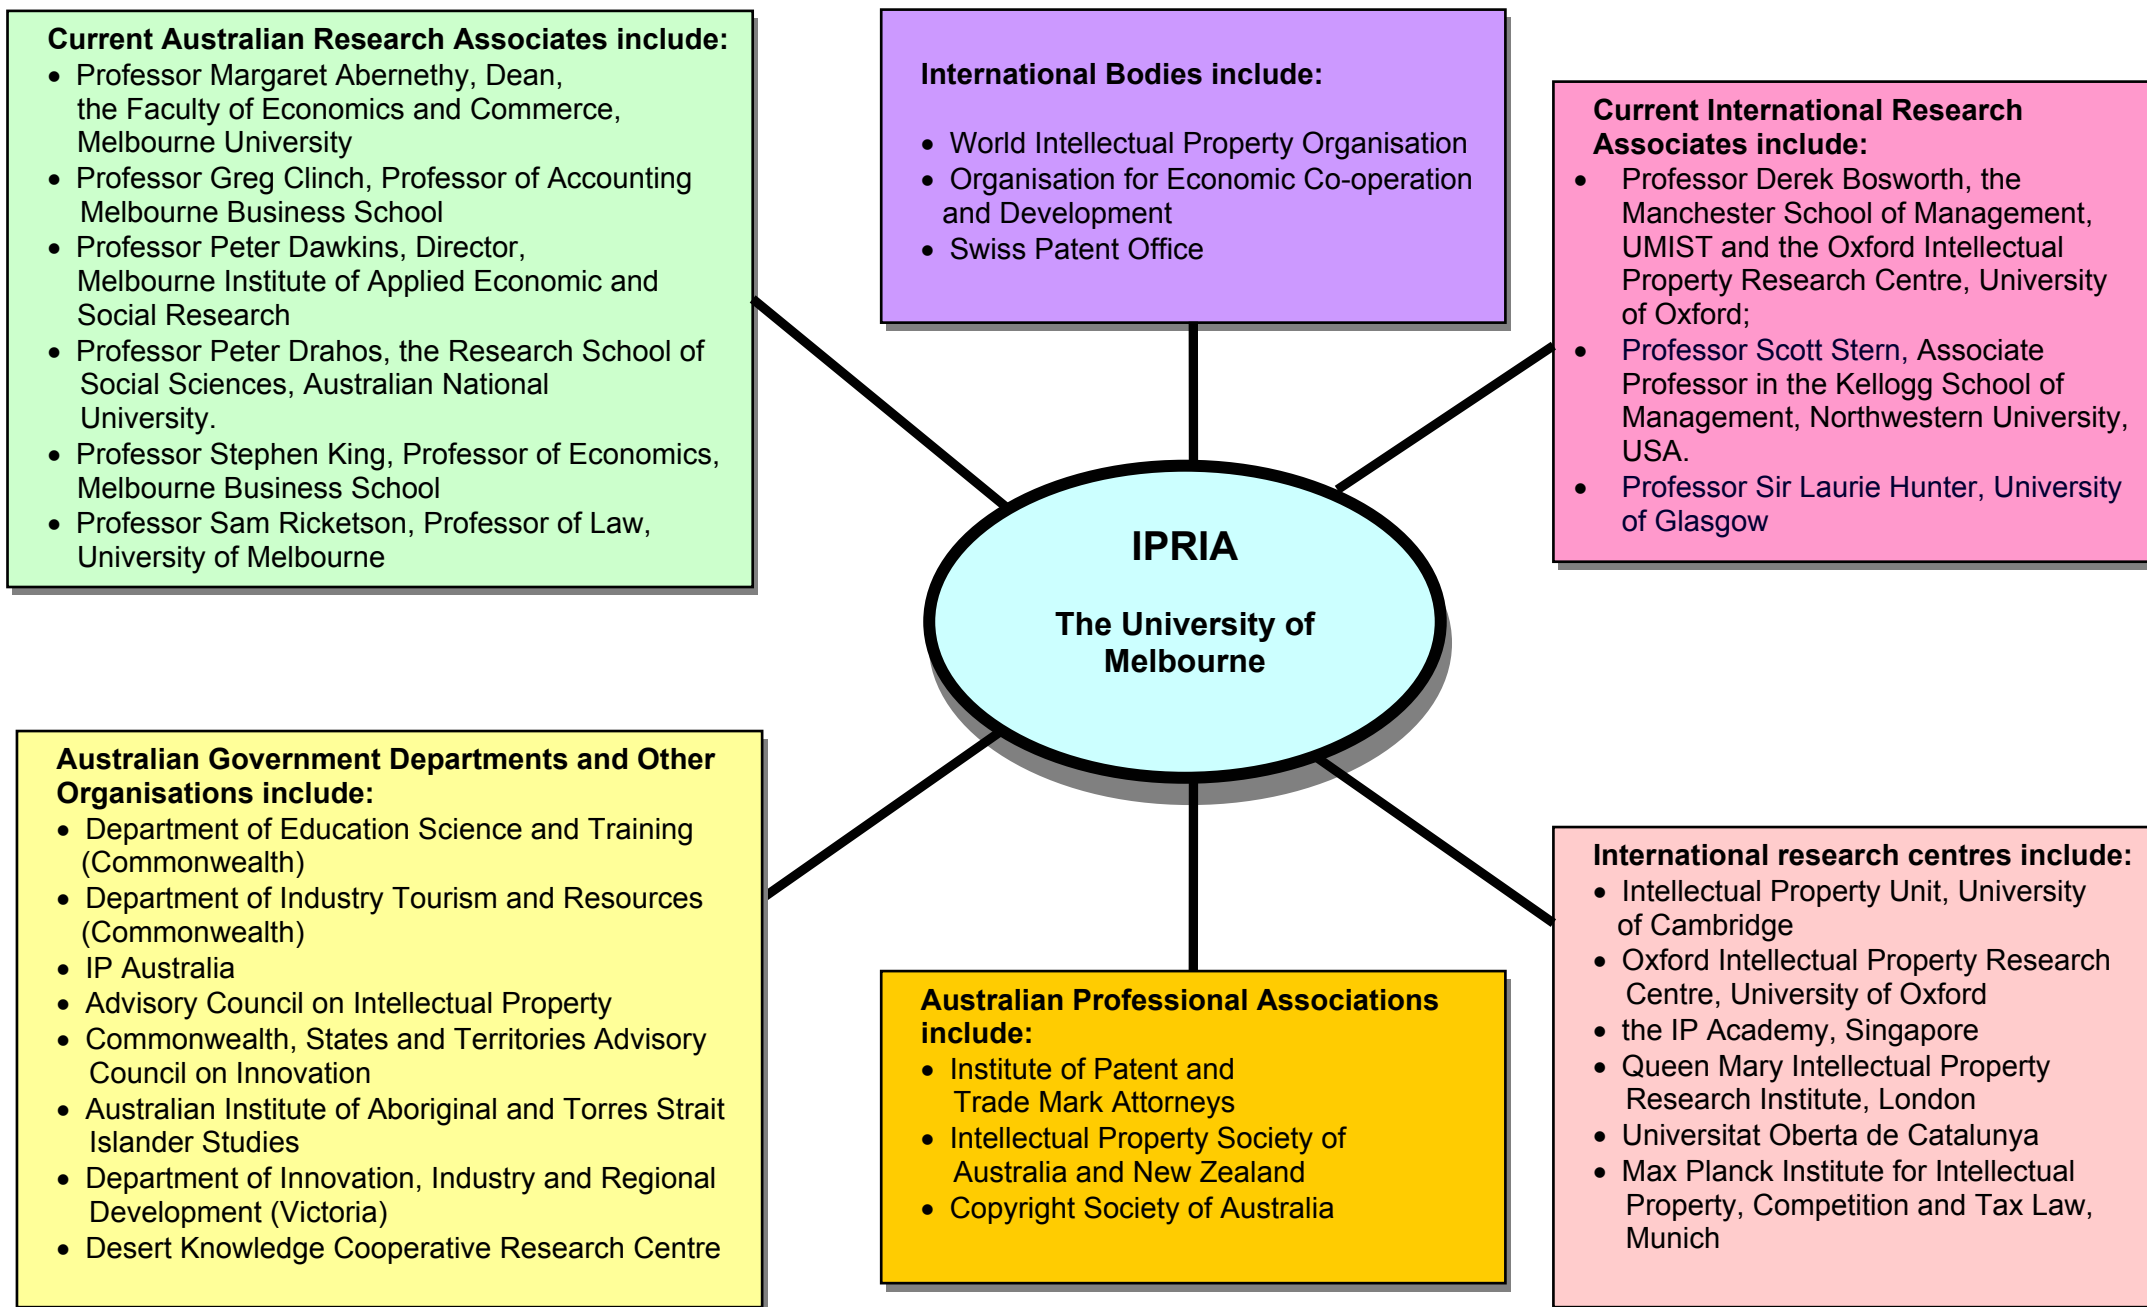 Current Australian Research Associates include:
• Professor Margaret Abernethy, Dean,
the Faculty of Economics and Commerce,
Melbourne University
• Professor Greg Clinch, Professor of Accounting
Melbourne Business School
• Professor Peter Dawkins, Director,
Melbourne Institute of Applied Economic and
Social Research
• Professor Peter Drahos, the Research School of
Social Sciences, Australian National
University.
• Professor Stephen King, Professor of Economics,
Melbourne Business School
• Professor Sam Ricketson, Professor of Law,
University of Melbourne
International Bodies include:
• World Intellectual Property Organisation
• Organisation for Economic Co-operation
and Development
• Swiss Patent Office
Current International Research
Associates include:
• Professor Derek Bosworth, the
Manchester School of Management,
UMIST and the Oxford Intellectual
Property Research Centre, University
of Oxford;
• Professor Scott Stern, Associate
Professor in the Kellogg School of
Management, Northwestern University,
USA.
• Professor Sir Laurie Hunter, University
of Glasgow
IPRIA
The University of
Melbourne
Australian Government Departments and Other
Organisations include:
• Department of Education Science and Training
(Commonwealth)
• Department of Industry Tourism and Resources
(Commonwealth)
• IP Australia
• Advisory Council on Intellectual Property
• Commonwealth, States and Territories Advisory
Council on Innovation
• Australian Institute of Aboriginal and Torres Strait
Islander Studies
• Department of Innovation, Industry and Regional
Development (Victoria)
• Desert Knowledge Cooperative Research Centre
Australian Professional Associations
include:
• Institute of Patent and
Trade Mark Attorneys
• Intellectual Property Society of
Australia and New Zealand
• Copyright Society of Australia
International research centres include:
• Intellectual Property Unit, University
of Cambridge
• Oxford Intellectual Property Research
Centre, University of Oxford
• the IP Academy, Singapore
• Queen Mary Intellectual Property
Research Institute, London
• Universitat Oberta de Catalunya
• Max Planck Institute for Intellectual
Property, Competition and Tax Law,
Munich